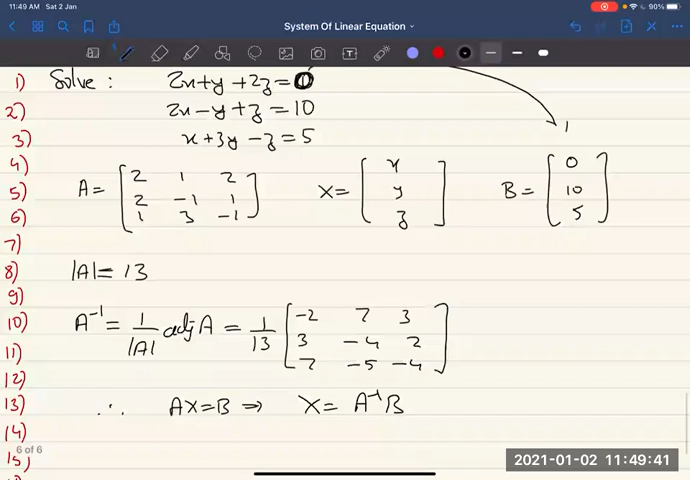 11:49 AM Sat 2 Jan 90%
System Of Linear Equation
1) Solve : 2x+y+2z=0
2) 2x-y+z=10
3) x+3y-z=5
4)
5) A= [ 2 1 2 2 -1 1 1 3 -1 ] X= [ x y z ] B= [ 0 10 5 ]
6)
7)
8) |A|= 13
9)
10) A⁻¹ = 1/|A| adj A = 1/13 [ -2 7 3 3 -4 2 7 -5 -4 ]
11)
12)
13) ∴ AX=B ⇒ X= A⁻¹B
14)
6 of 6
15)
2021-01-02 11:49:41